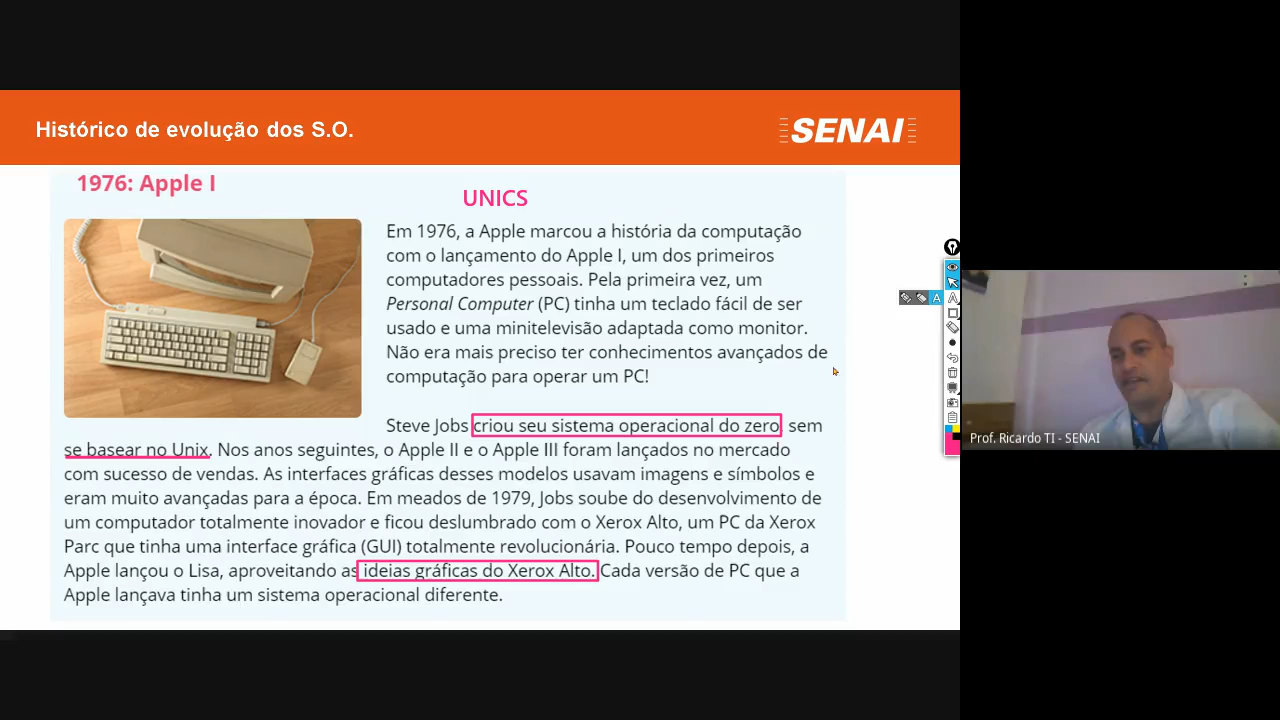 Histórico de evolução dos S.O.
SENAI
1976: Apple I
UNICS
Em 1976, a Apple marcou a história da computação
com o lançamento do Apple I, um dos primeiros
computadores pessoais. Pela primeira vez, um
Personal Computer (PC) tinha um teclado fácil de ser
usado e uma minitelevisão adaptada como monitor.
Não era mais preciso ter conhecimentos avançados de
computação para operar um PC!
Steve Jobs criou seu sistema operacional do zero, sem
se basear no Unix. Nos anos seguintes, o Apple II e o Apple III foram lançados no mercado
com sucesso de vendas. As interfaces gráficas desses modelos usavam imagens e símbolos e
eram muito avançadas para a época. Em meados de 1979, Jobs soube do desenvolvimento de
um computador totalmente inovador e ficou deslumbrado com o Xerox Alto, um PC da Xerox
Parc que tinha uma interface gráfica (GUI) totalmente revolucionária. Pouco tempo depois, a
Apple lançou o Lisa, aproveitando as ideias gráficas do Xerox Alto. Cada versão de PC que a
Apple lançava tinha um sistema operacional diferente.
Prof. Ricardo TI - SENAI